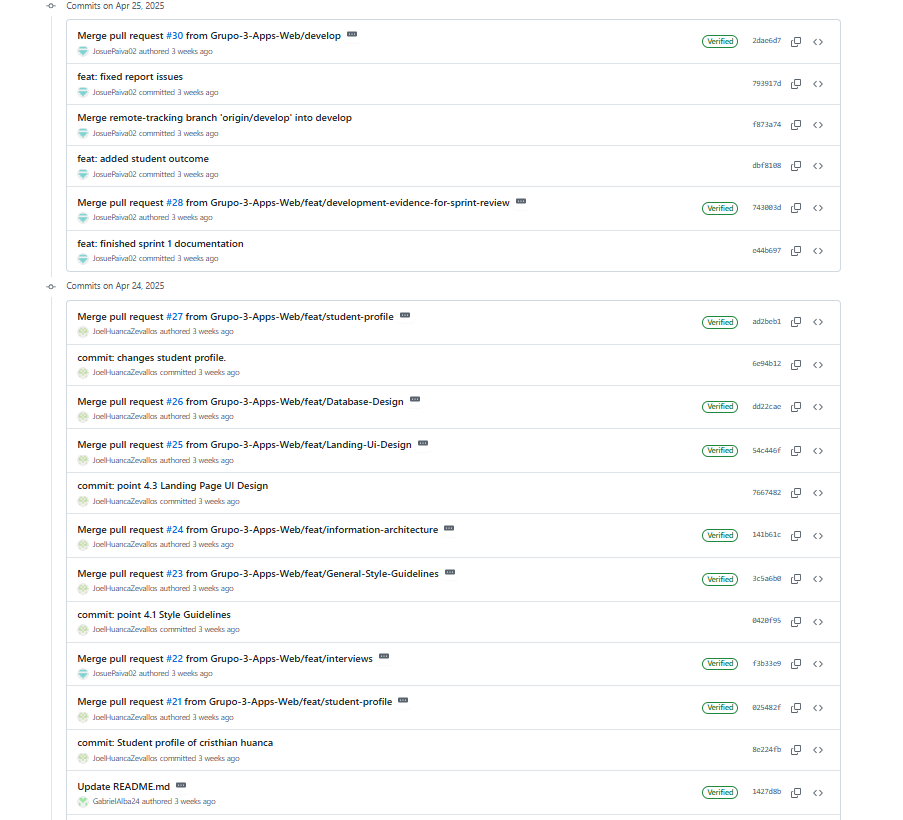 Commits on Apr 25, 2025
Merge pull request #30 from Grupo-3-Apps-Web/develop
Verified 2dae6d7
JosuePaiva02 authored 3 weeks ago
feat: fixed report issues
793917d
JosuePaiva02 committed 3 weeks ago
Merge remote-tracking branch 'origin/develop' into develop
f873a74
JosuePaiva02 committed 3 weeks ago
feat: added student outcome
dbf8108
JosuePaiva02 committed 3 weeks ago
Merge pull request #28 from Grupo-3-Apps-Web/feat/development-evidence-for-sprint-review
Verified 743003d
JosuePaiva02 authored 3 weeks ago
feat: finished sprint 1 documentation
e44b697
JosuePaiva02 committed 3 weeks ago
Commits on Apr 24, 2025
Merge pull request #27 from Grupo-3-Apps-Web/feat/student-profile
Verified ad2beb1
JoelHuancaZevallos authored 3 weeks ago
commit: changes student profile.
6e94b12
JoelHuancaZevallos committed 3 weeks ago
Merge pull request #26 from Grupo-3-Apps-Web/feat/Database-Design
Verified dd22cae
JoelHuancaZevallos authored 3 weeks ago
Merge pull request #25 from Grupo-3-Apps-Web/feat/Landing-Ui-Design
Verified 54c446f
JoelHuancaZevallos authored 3 weeks ago
commit: point 4.3 Landing Page UI Design
7667482
JoelHuancaZevallos committed 3 weeks ago
Merge pull request #24 from Grupo-3-Apps-Web/feat/information-architecture
Verified 141b61c
JoelHuancaZevallos authored 3 weeks ago
Merge pull request #23 from Grupo-3-Apps-Web/feat/General-Style-Guidelines
Verified 3c5a6b0
JoelHuancaZevallos authored 3 weeks ago
commit: point 4.1 Style Guidelines
0420f95
JoelHuancaZevallos committed 3 weeks ago
Merge pull request #22 from Grupo-3-Apps-Web/feat/interviews
Verified f3b33e9
JosuePaiva02 authored 3 weeks ago
Merge pull request #21 from Grupo-3-Apps-Web/feat/student-profile
Verified 025482f
JoelHuancaZevallos authored 3 weeks ago
commit: Student profile of cristhian huanca
8e224fb
JoelHuancaZevallos committed 3 weeks ago
Update README.md
Verified 1427d8b
GabrielAlba24 authored 3 weeks ago